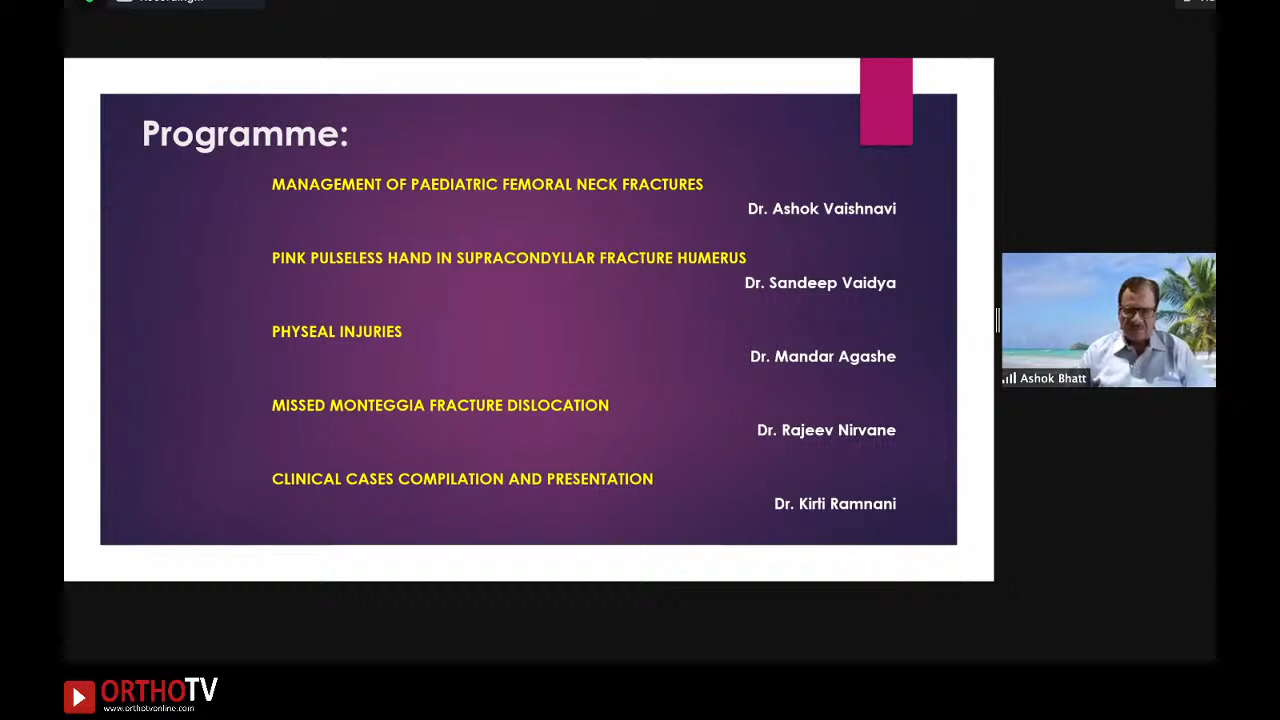 Programme:
MANAGEMENT OF PAEDIATRIC FEMORAL NECK FRACTURES
Dr. Ashok Vaishnavi
PINK PULSELESS HAND IN SUPRACONDYLLAR FRACTURE HUMERUS
Dr. Sandeep Vaidya
PHYSEAL INJURIES
Dr. Mandar Agashe
MISSED MONTEGGIA FRACTURE DISLOCATION
Dr. Rajeev Nirvane
CLINICAL CASES COMPILATION AND PRESENTATION
Dr. Kirti Ramnani
Ashok Bhatt
ORTHOTV
www.orthotvonline.com